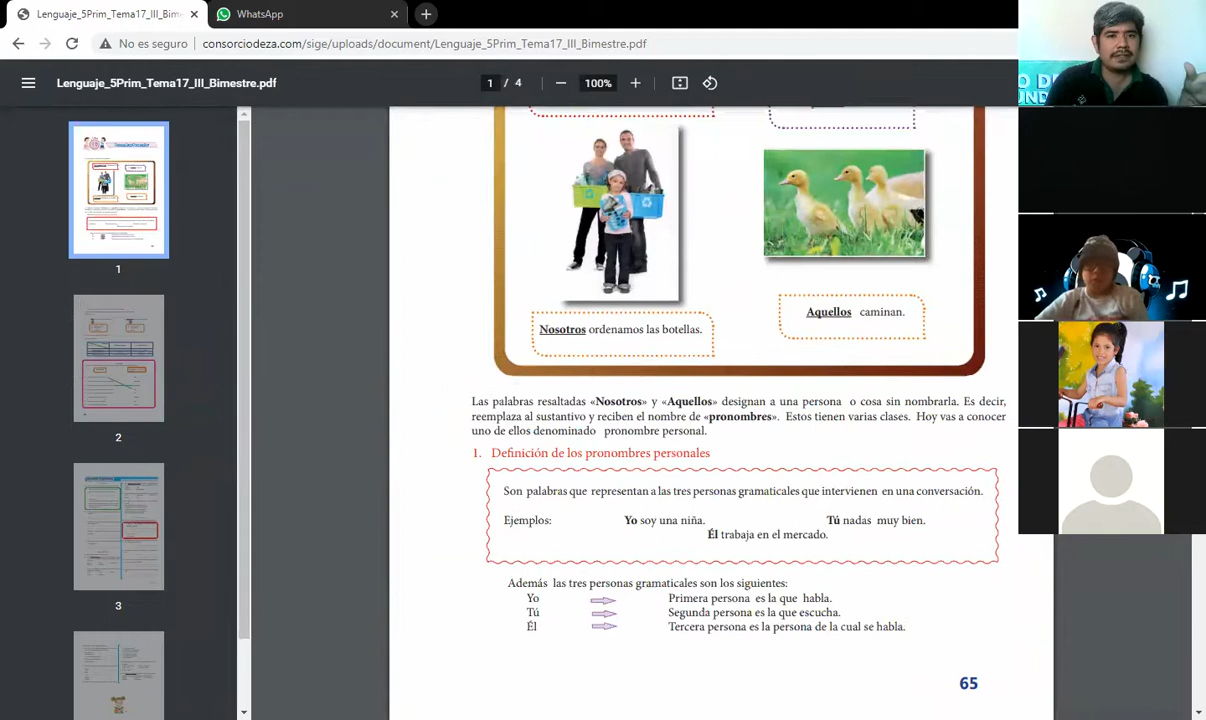 Lenguaje_5Prim_Tema17_III_Bim
WhatsApp
No es seguro
consorciodeza.com/sige/uploads/document/Lenguaje_5Prim_Tema17_III_Bimestre.pdf
Lenguaje_5Prim_Tema17_III_Bimestre.pdf
1 / 4
100%
Nosotros ordenamos las botellas.
Aquellos caminan.
Las palabras resaltadas «Nosotros» y «Aquellos» designan a una persona o cosa sin nombrarla. Es decir,
reemplaza al sustantivo y reciben el nombre de «pronombres». Estos tienen varias clases. Hoy vas a conocer
uno de ellos denominado pronombre personal.
1. Definición de los pronombres personales
Son palabras que representan a las tres personas gramaticales que intervienen en una conversación.
Ejemplos: Yo soy una niña. Tú nadas muy bien.
Él trabaja en el mercado.
Además las tres personas gramaticales son los siguientes:
Yo Primera persona es la que habla.
Tú Segunda persona es la que escucha.
Él Tercera persona es la persona de la cual se habla.
65
1
2
3